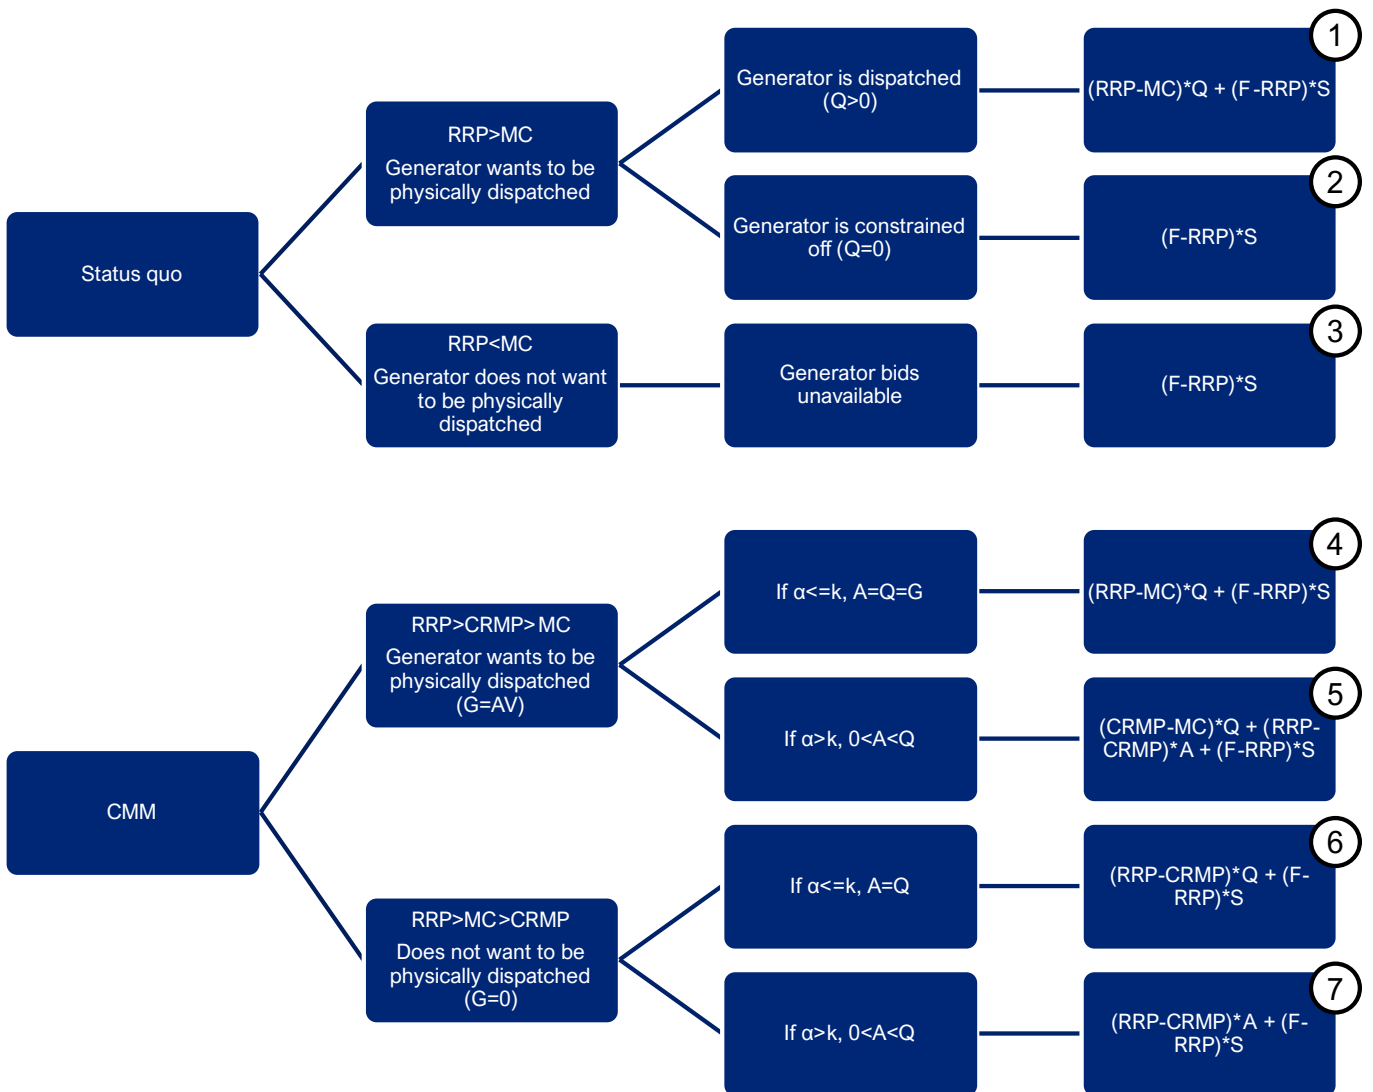 Status quo
RRP>MC
Generator wants to be
physically dispatched
Generator is dispatched
(Q>0)
(RRP-MC)*Q + (F-RRP)*S
1
Generator is constrained
off (Q=0)
(F-RRP)*S
2
RRP<MC
Generator does not want
to be physically
dispatched
Generator bids
unavailable
(F-RRP)*S
3
CMM
RRP>CRMP>MC
Generator wants to be
physically dispatched
(G=AV)
If α<=k, A=Q=G
(RRP-MC)*Q + (F-RRP)*S
4
If α>k, 0<A<Q
(CRMP-MC)*Q + (RRP-
CRMP)*A + (F-RRP)*S
5
RRP>MC>CRMP
Does not want to be
physically dispatched
(G=0)
If α<=k, A=Q
(RRP-CRMP)*Q + (F-
RRP)*S
6
If α>k, 0<A<Q
(RRP-CRMP)*A + (F-
RRP)*S
7